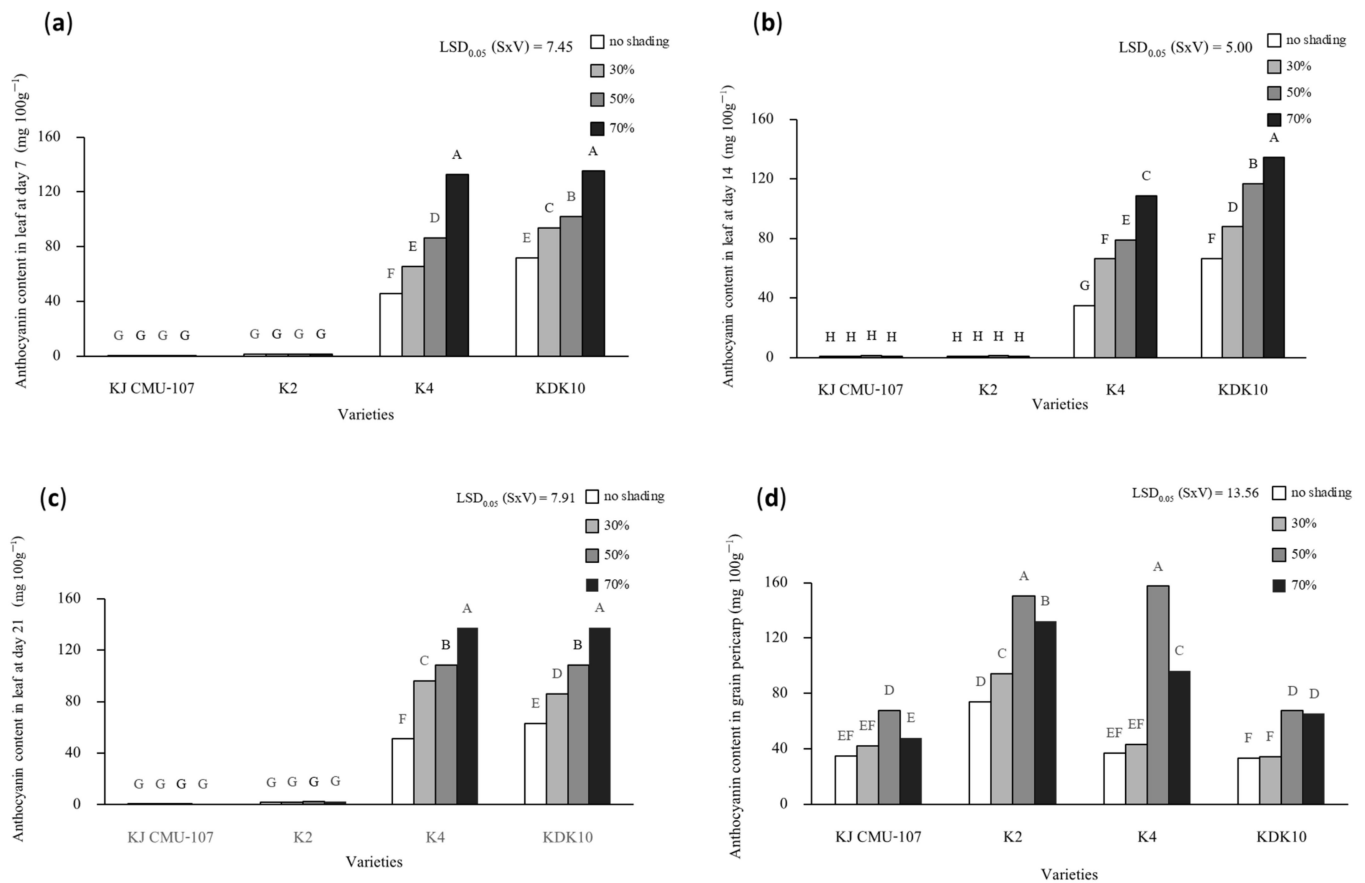 (a)
LSD0.05 (SxV) = 7.45
no shading
30%
50%
70%
Anthocyanin content in leaf at day 7 (mg 100g−1)
160
120
80
40
0
G G G G G G G G F E D A E C B A
KJ CMU-107 K2 K4 KDK10
Varieties
(b)
LSD0.05 (SxV) = 5.00
no shading
30%
50%
70%
Anthocyanin content in leaf at day 14 (mg 100g−1)
160
120
80
40
0
H H H H H H H H G F E C F D B A
KJ CMU-107 K2 K4 KDK10
Varieties
(c)
LSD0.05 (SxV) = 7.91
no shading
30%
50%
70%
Anthocyanin content in leaf at day 21 (mg 100g−1)
160
120
80
40
0
G G G G G G G G F C B A E D B A
KJ CMU-107 K2 K4 KDK10
Varieties
(d)
LSD0.05 (SxV) = 13.56
no shading
30%
50%
70%
Anthocyanin content in grain pericarp (mg 100g−1)
160
120
80
40
0
EF EF D E D C A B EF EF A C F F D D
KJ CMU-107 K2 K4 KDK10
Varieties